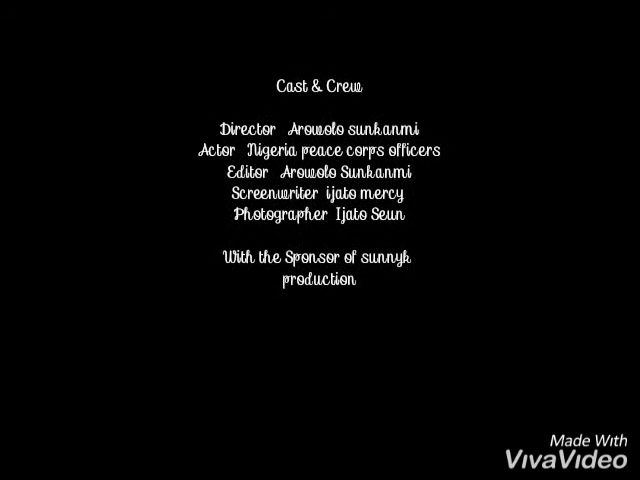 Cast & Crew
Director Arowolo sunkanmi
Actor Nigeria peace corps officers
Editor Arowolo Sunkanmi
Screenwriter ijato mercy
Photographer Ijato Seun
With the Sponsor of sunnyk
production
Made With
VivaVideo